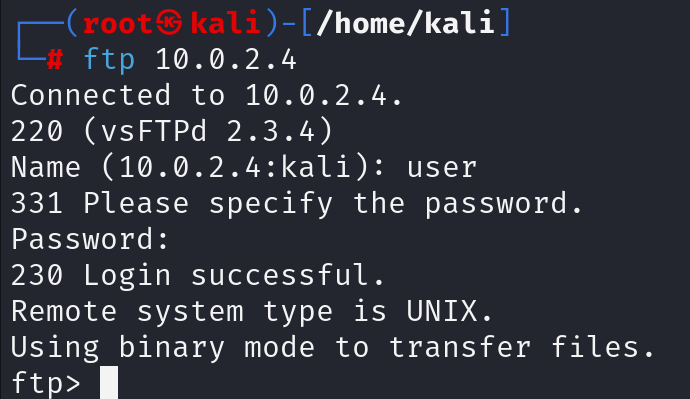 ┌──(root㉿kali)-[/home/kali]
└─# ftp 10.0.2.4
Connected to 10.0.2.4.
220 (vsFTPd 2.3.4)
Name (10.0.2.4:kali): user
331 Please specify the password.
Password:
230 Login successful.
Remote system type is UNIX.
Using binary mode to transfer files.
ftp>